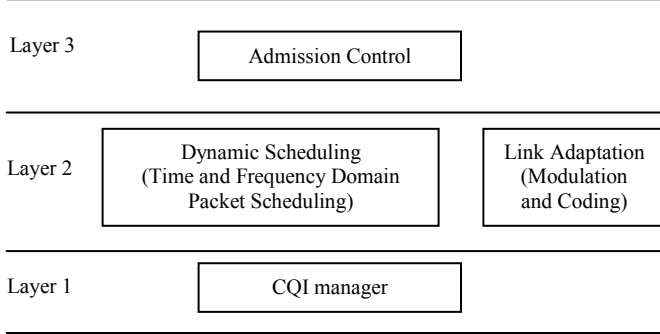 Layer 3
Admission Control
Layer 2
Dynamic Scheduling
(Time and Frequency Domain
Packet Scheduling)
Link Adaptation
(Modulation
and Coding)
Layer 1
CQI manager